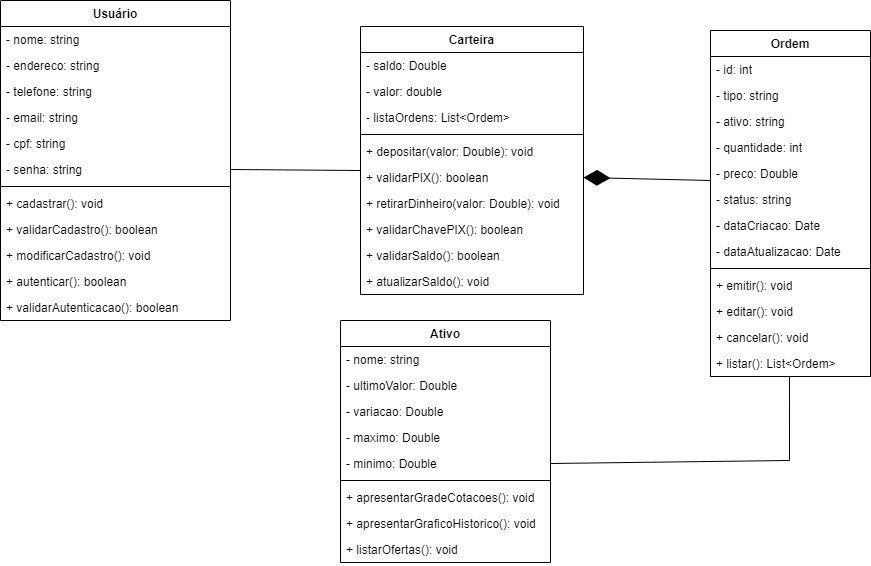 Usuário
- nome: string
- endereco: string
- telefone: string
- email: string
- cpf: string
- senha: string
+ cadastrar(): void
+ validarCadastro(): boolean
+ modificarCadastro(): void
+ autenticar(): boolean
+ validarAutenticacao(): boolean
Carteira
- saldo: Double
- valor: double
- listaOrdens: List<Ordem>
+ depositar(valor: Double): void
+ validarPIX(): boolean
+ retirarDinheiro(valor: Double): void
+ validarChavePIX(): boolean
+ validarSaldo(): boolean
+ atualizarSaldo(): void
Ordem
- id: int
- tipo: string
- ativo: string
- quantidade: int
- preco: Double
- status: string
- dataCriacao: Date
- dataAtualizacao: Date
+ emitir(): void
+ editar(): void
+ cancelar(): void
+ listar(): List<Ordem>
Ativo
- nome: string
- ultimoValor: Double
- variacao: Double
- maximo: Double
- minimo: Double
+ apresentarGradeCotacoes(): void
+ apresentarGraficoHistorico(): void
+ listarOfertas(): void